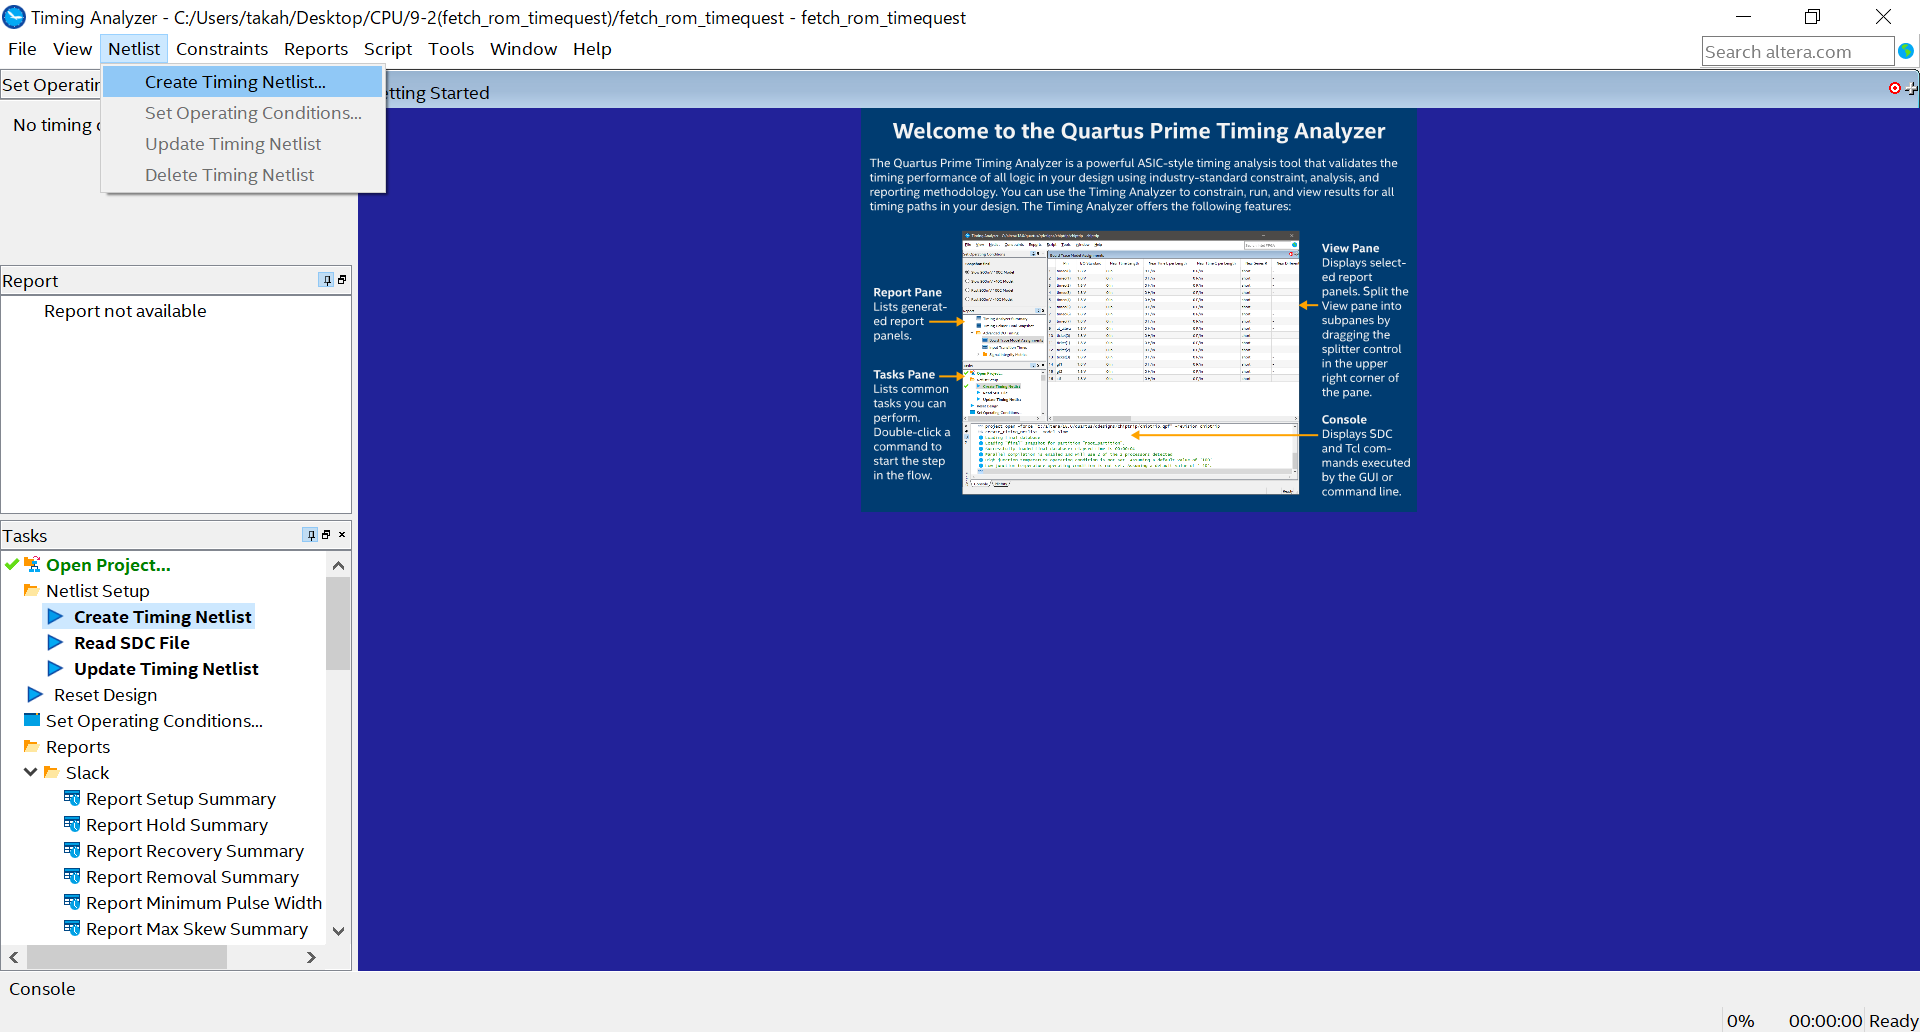 Timing Analyzer - C:/Users/takah/Desktop/CPU/9-2(fetch_rom_timequest)/fetch_rom_timequest - fetch_rom_timequest
File View Netlist Constraints Reports Script Tools Window Help
Search altera.com
Set Operatin
Create Timing Netlist...
Set Operating Conditions...
Update Timing Netlist
Delete Timing Netlist
No timing
Getting Started
Report
Report not available
Tasks
Open Project...
Netlist Setup
Create Timing Netlist
Read SDC File
Update Timing Netlist
Reset Design
Set Operating Conditions...
Reports
Slack
Report Setup Summary
Report Hold Summary
Report Recovery Summary
Report Removal Summary
Report Minimum Pulse Width
Report Max Skew Summary
Welcome to the Quartus Prime Timing Analyzer
The Quartus Prime Timing Analyzer is a powerful ASIC-style timing analysis tool that validates the
timing performance of all logic in your design using industry-standard constraint, analysis, and
reporting methodology. You can use the Timing Analyzer to constrain, run, and view results for all
timing paths in your design. The Timing Analyzer offers the following features:
Report Pane
Lists generat-
ed report
panels.
Tasks Pane
Lists common
tasks you can
perform.
Double-click a
command to
start the step
in the flow.
View Pane
Displays select-
ed report
panels. Split the
View pane into
subpanes by
dragging the
splitter control
in the upper
right corner of
the pane.
Console
Displays SDC
and Tcl com-
mands executed
by the GUI or
command line.
Console
0% 00:00:00 Ready